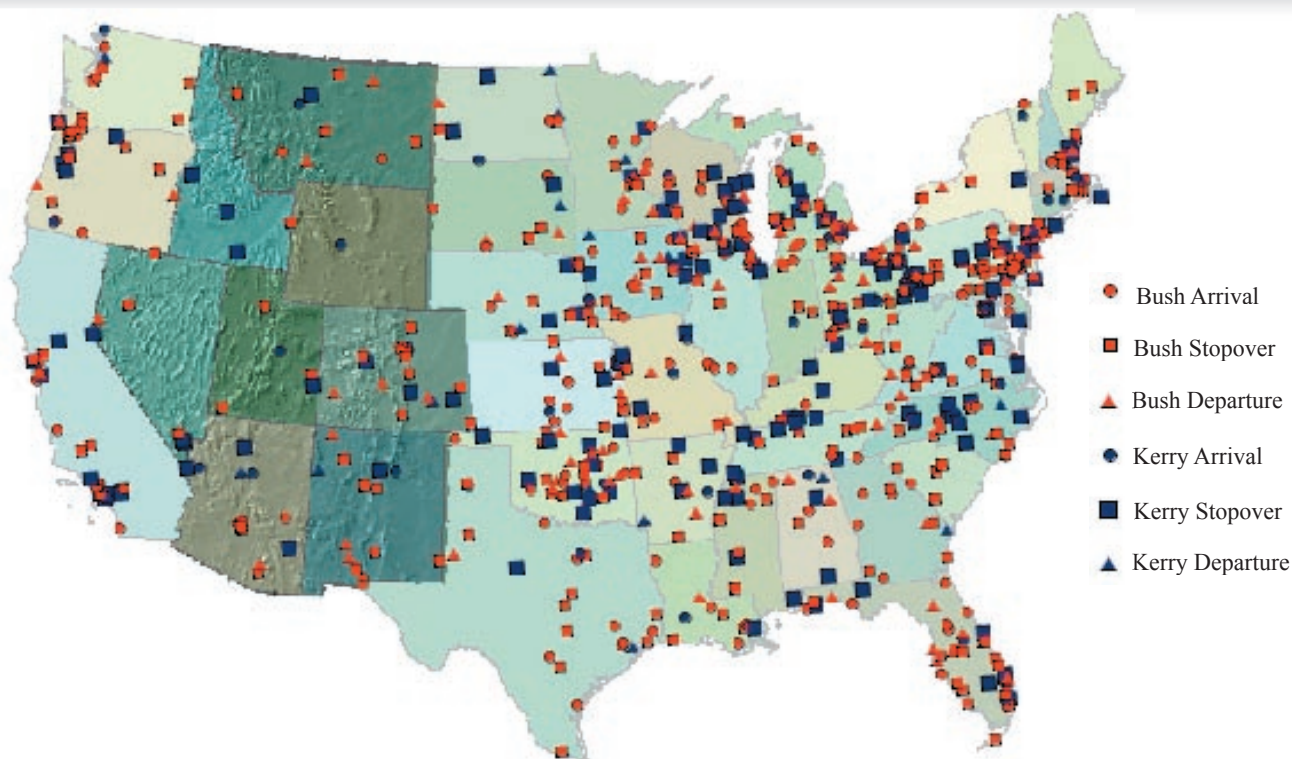 Bush Arrival
Bush Stopover
Bush Departure
Kerry Arrival
Kerry Stopover
Kerry Departure